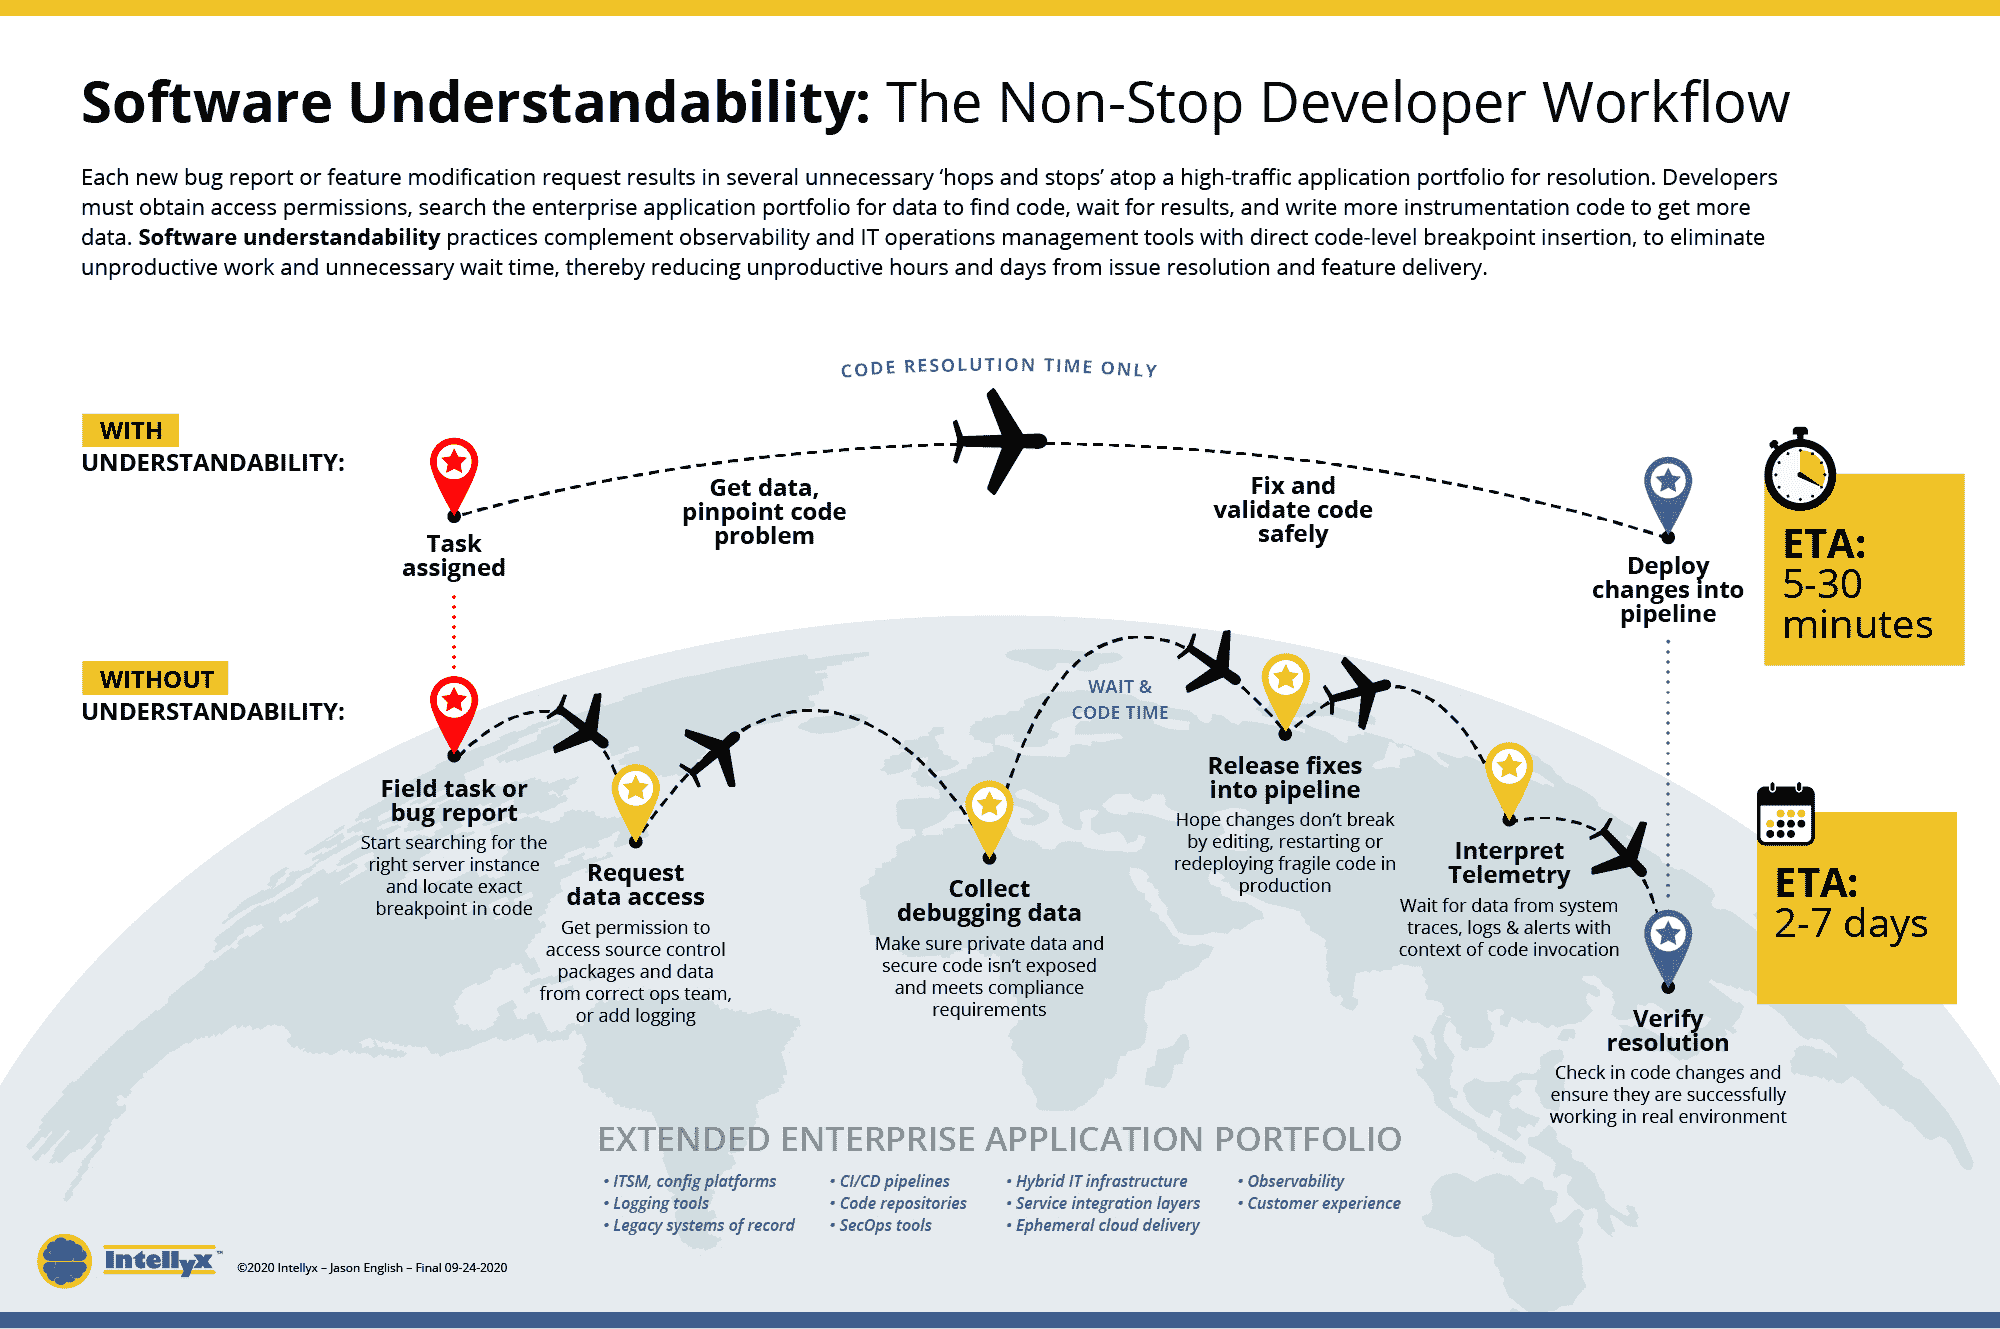 Software Understandability: The Non-Stop Developer Workflow
Each new bug report or feature modification request results in several unnecessary ‘hops and stops’ atop a high-traffic application portfolio for resolution. Developers
must obtain access permissions, search the enterprise application portfolio for data to find code, wait for results, and write more instrumentation code to get more
data. Software understandability practices complement observability and IT operations management tools with direct code-level breakpoint insertion, to eliminate
unproductive work and unnecessary wait time, thereby reducing unproductive hours and days from issue resolution and feature delivery.
CODE RESOLUTION TIME ONLY
WITH
UNDERSTANDABILITY:
Task
assigned
Get data,
pinpoint code
problem
Fix and
validate code
safely
Deploy
changes into
pipeline
ETA:
5-30
minutes
WITHOUT
UNDERSTANDABILITY:
Field task or
bug report
Start searching for the
right server instance
and locate exact
breakpoint in code
Request
data access
Get permission to
access source control
packages and data
from correct ops team,
or add logging
Collect
debugging data
Make sure private data and
secure code isn’t exposed
and meets compliance
requirements
WAIT &
CODE TIME
Release fixes
into pipeline
Hope changes don’t break
by editing, restarting or
redeploying fragile code in
production
Interpret
Telemetry
Wait for data from system
traces, logs & alerts with
context of code invocation
Verify
resolution
Check in code changes and
ensure they are successfully
working in real environment
ETA:
2-7 days
EXTENDED ENTERPRISE APPLICATION PORTFOLIO
• ITSM, config platforms
• Logging tools
• Legacy systems of record
• CI/CD pipelines
• Code repositories
• SecOps tools
• Hybrid IT infrastructure
• Service integration layers
• Ephemeral cloud delivery
• Observability
• Customer experience
Intellyx™
©2020 Intellyx – Jason English – Final 09-24-2020